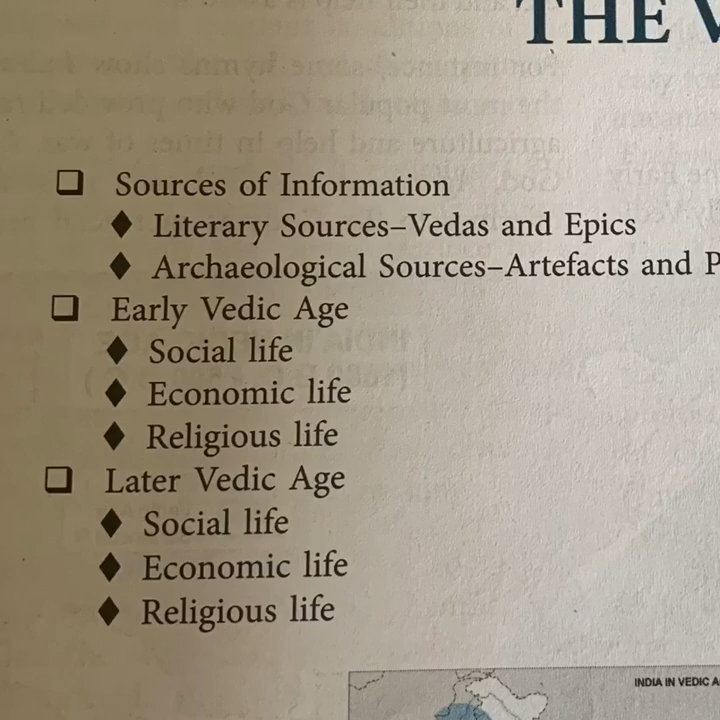 THE V
❑ Sources of Information
♦ Literary Sources–Vedas and Epics
♦ Archaeological Sources–Artefacts and P
❑ Early Vedic Age
♦ Social life
♦ Economic life
♦ Religious life
❑ Later Vedic Age
♦ Social life
♦ Economic life
♦ Religious life
INDIA IN VEDIC A